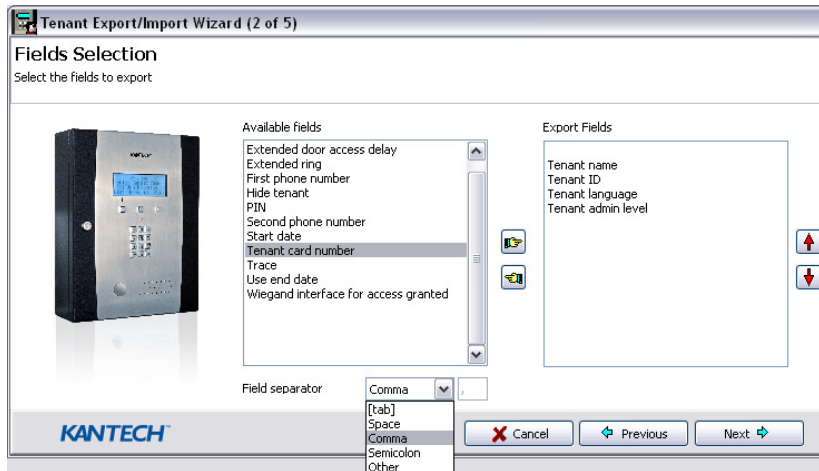 Tenant Export/Import Wizard (2 of 5)
Fields Selection
Select the fields to export
Available fields
Export Fields
Extended door access delay
Extended ring
First phone number
Hide tenant
PIN
Second phone number
Start date
Tenant card number
Trace
Use end date
Wiegand interface for access granted
Tenant name
Tenant ID
Tenant language
Tenant admin level
KANTECH
Field separator
Comma
,
[tab]
Space
Comma
Semicolon
Other
KANTECH
Cancel
Previous
Next